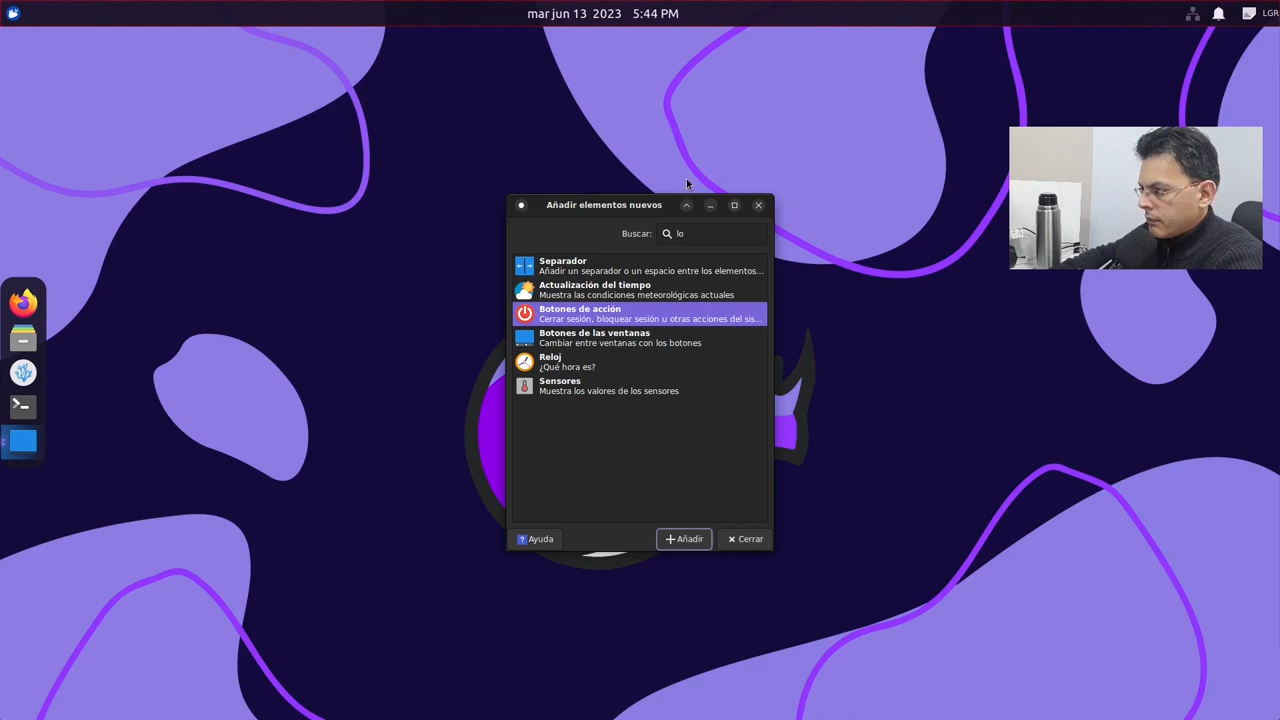 mar jun 13 2023 5:44 PM
LGR
Añadir elementos nuevos
Buscar: lo
Separador
Añadir un separador o un espacio entre los elementos...
Actualización del tiempo
Muestra las condiciones meteorológicas actuales
Botones de acción
Cerrar sesión, bloquear sesión u otras acciones del sis...
Botones de las ventanas
Cambiar entre ventanas con los botones
Reloj
¿Qué hora es?
Sensores
Muestra los valores de los sensores
Ayuda
Añadir
Cerrar